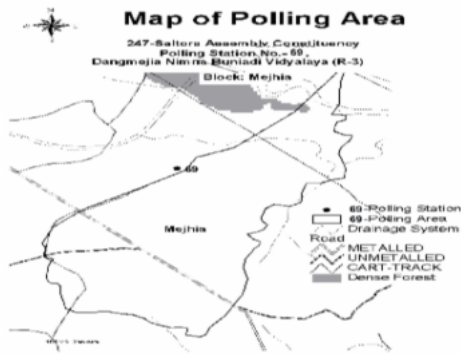 Map of Polling Area
247-Saltora Assembly Constituency
Polling Station No.-69,
Dangmejia Nimna Buniadi Vidyalaya (R-3)
Block: Mejhia
69
Mejhia
69-Polling Station
69-Polling Area
Drainage System
Road
METALLED
UNMETALLED
CART-TRACK
Dense Forest